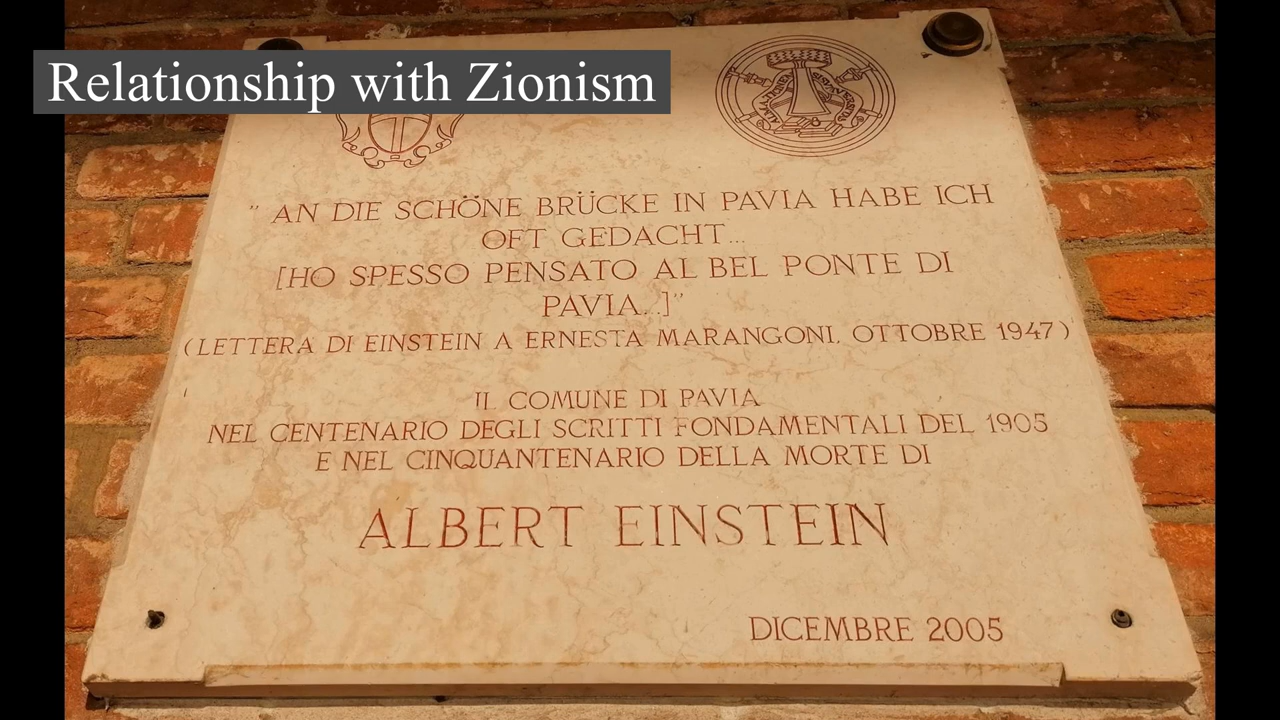 Relationship with Zionism
" AN DIE SCHÖNE BRÜCKE IN PAVIA HABE ICH
OFT GEDACHT...
[HO SPESSO PENSATO AL BEL PONTE DI
PAVIA...]"
(LETTERA DI EINSTEIN A ERNESTA MARANGONI. OTTOBRE 1947)
IL COMUNE DI PAVIA
NEL CENTENARIO DEGLI SCRITTI FONDAMENTALI DEL 1905
E NEL CINQUANTENARIO DELLA MORTE DI
ALBERT EINSTEIN
DICEMBRE 2005